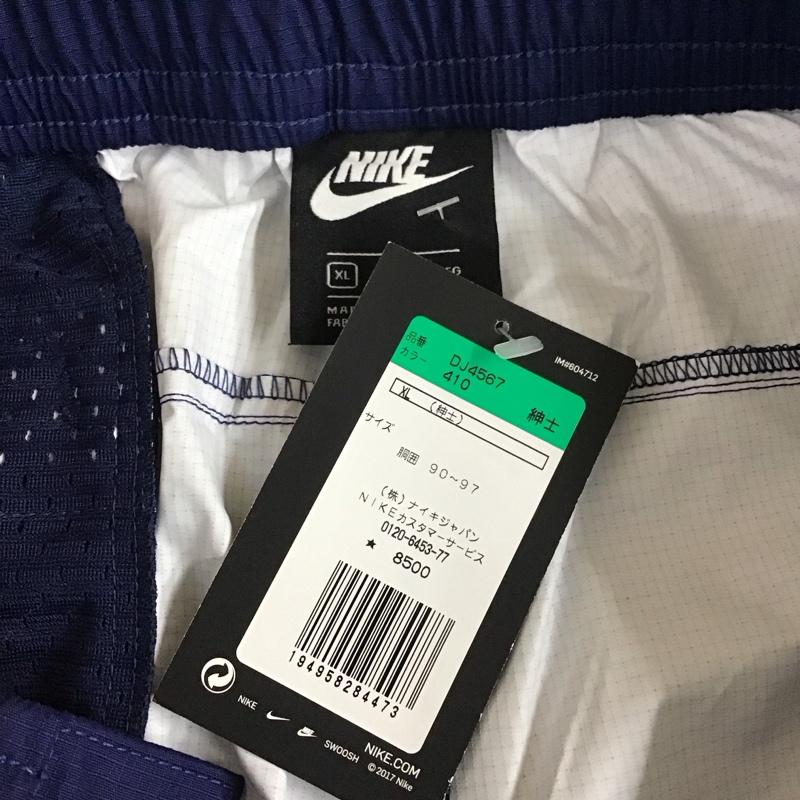 NIKE
XL
IM#604712
品番 DJ4567
カラー 410
紳士
XL (紳士)
サイズ
胴囲 90~97
(株)ナイキジャパン
NIKEカスタマーサービス
0120-6453-77
★ 8500
194958284473
NIKE
SWOOSH
NIKE.COM
© 2017 Nike